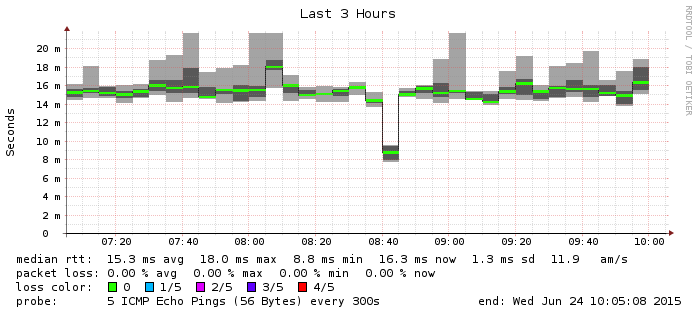 Last 3 Hours
RRDTOOL / TOBI OETIKER
Seconds
20 m
18 m
16 m
14 m
12 m
10 m
8 m
6 m
4 m
2 m
0
07:20 07:40 08:00 08:20 08:40 09:00 09:20 09:40 10:00
median rtt: 15.3 ms avg 18.0 ms max 8.8 ms min 16.3 ms now 1.3 ms sd 11.9 am/s
packet loss: 0.00 % avg 0.00 % max 0.00 % min 0.00 % now
loss color: 0 1/5 2/5 3/5 4/5
probe: 5 ICMP Echo Pings (56 Bytes) every 300s end: Wed Jun 24 10:05:08 2015